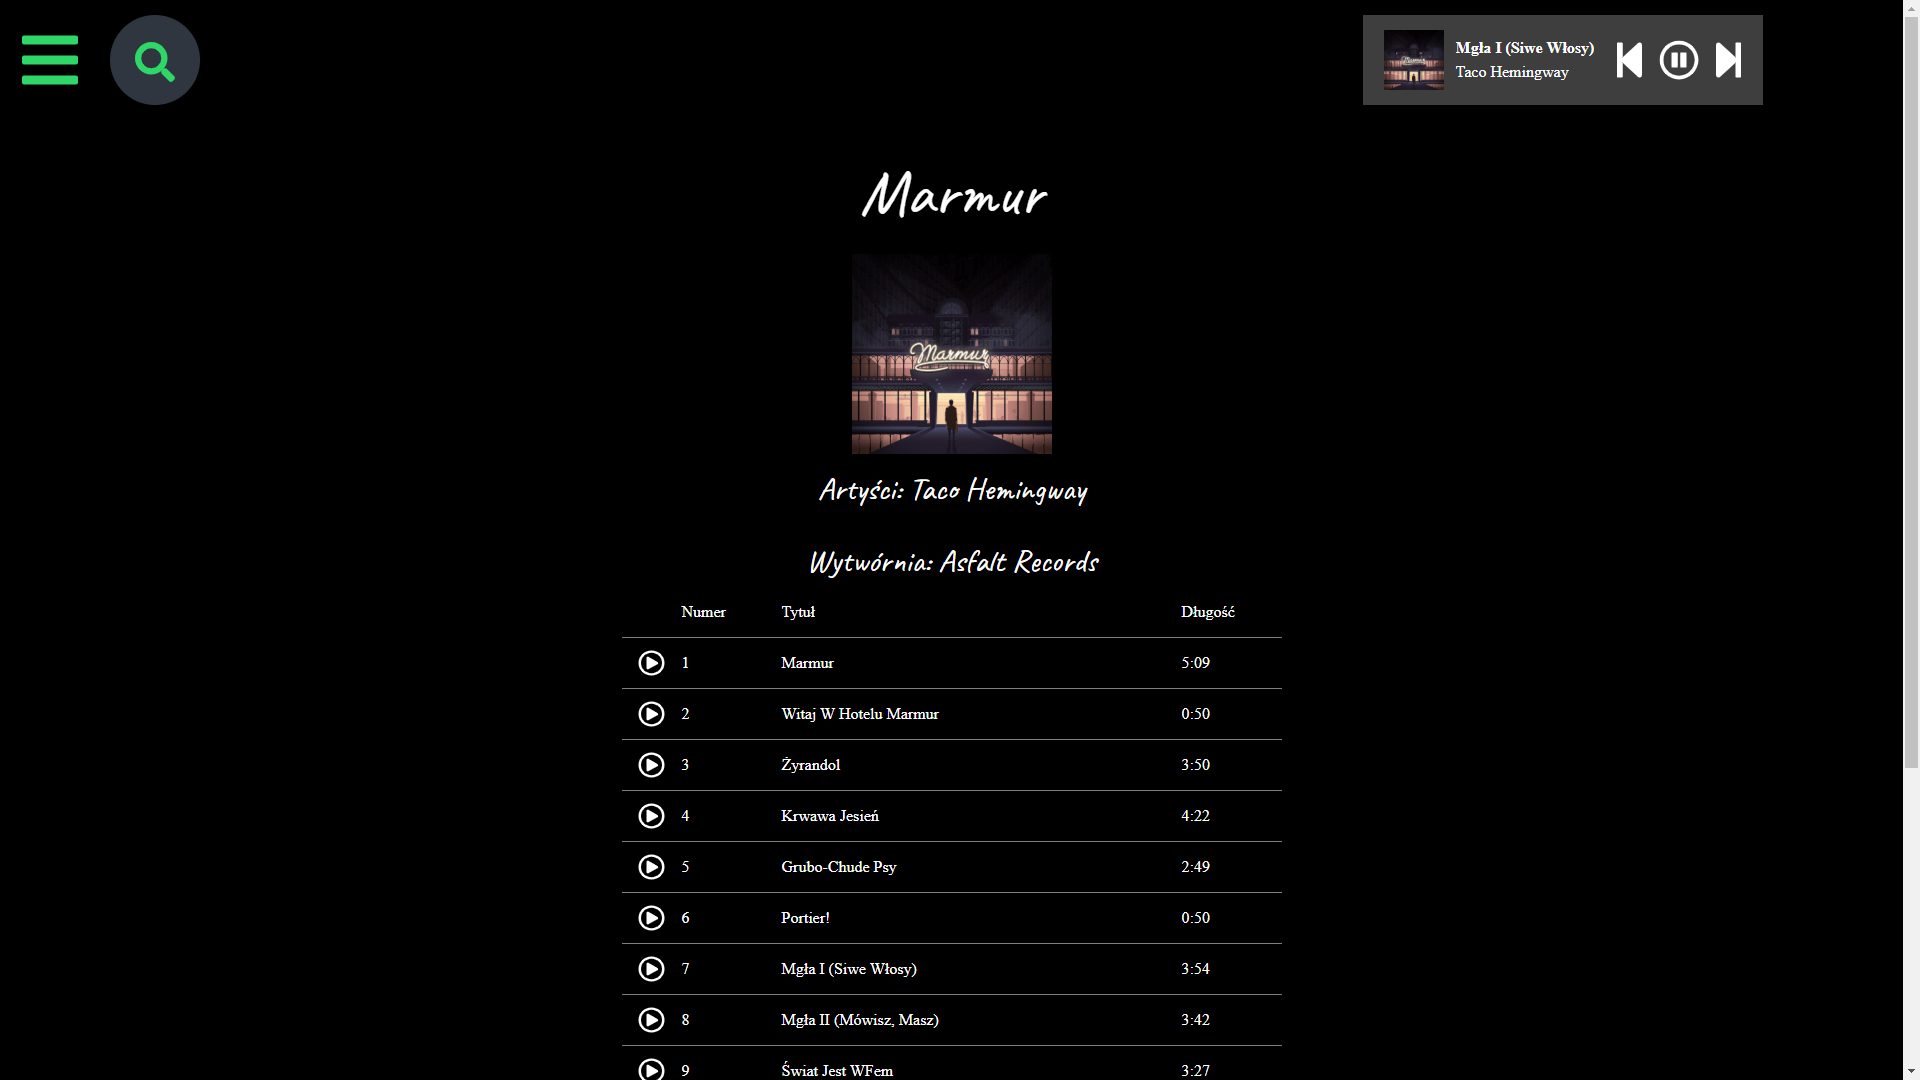 Mgła I (Siwe Włosy)
Taco Hemingway
Marmur
Marmur
Marmur
Artyści: Taco Hemingway
Wytwórnia: Asfalt Records
Numer Tytuł Długość
1 Marmur 5:09
2 Witaj W Hotelu Marmur 0:50
3 Żyrandol 3:50
4 Krwawa Jesień 4:22
5 Grubo-Chude Psy 2:49
6 Portier! 0:50
7 Mgła I (Siwe Włosy) 3:54
8 Mgła II (Mówisz, Masz) 3:42
9 Świat Jest WFem 3:27